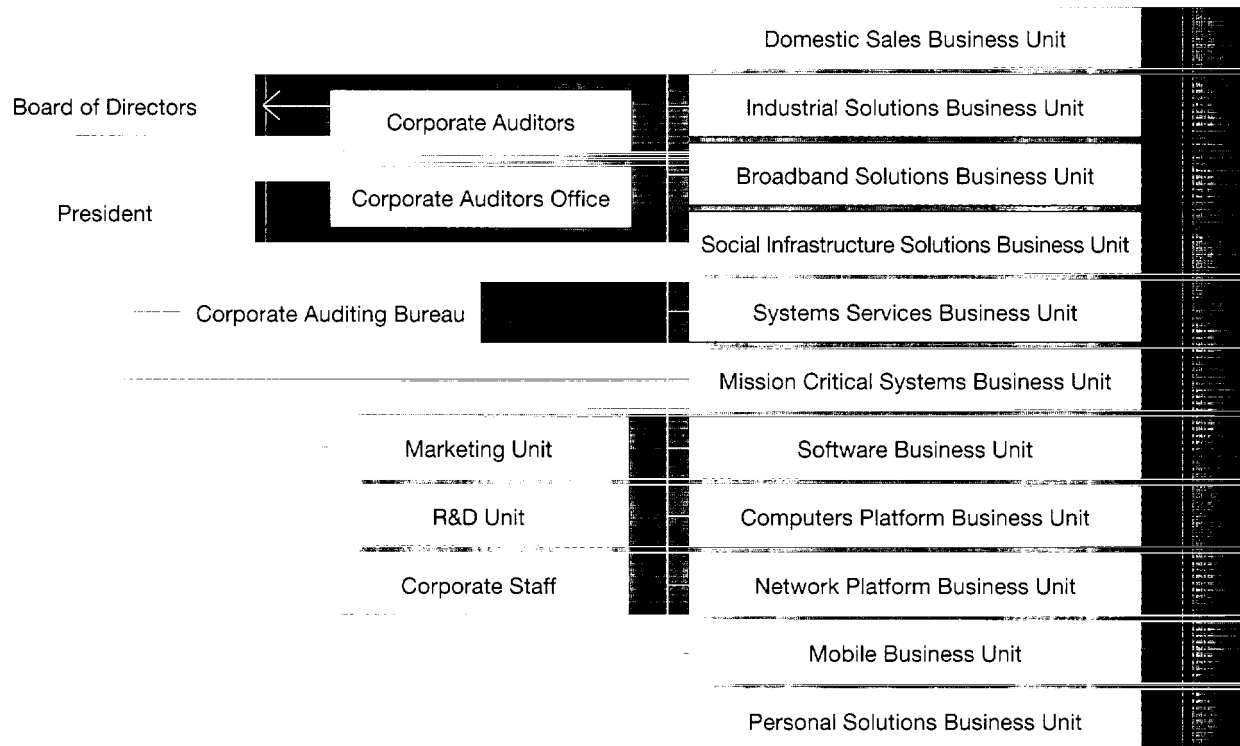 Board of Directors
President
Corporate Auditors
Corporate Auditors Office
Corporate Auditing Bureau
Marketing Unit
R&D Unit
Corporate Staff
Domestic Sales Business Unit
Industrial Solutions Business Unit
Broadband Solutions Business Unit
Social Infrastructure Solutions Business Unit
Systems Services Business Unit
Mission Critical Systems Business Unit
Software Business Unit
Computers Platform Business Unit
Network Platform Business Unit
Mobile Business Unit
Personal Solutions Business Unit